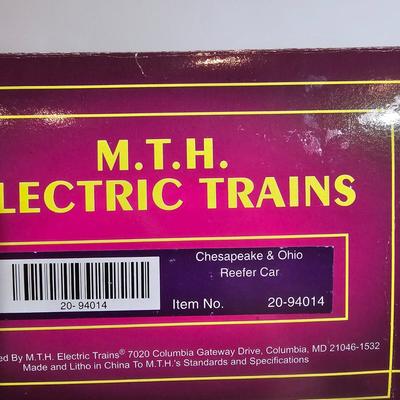 M.T.H.
LECTRIC TRAINS
Chesapeake & Ohio
Reefer Car
20-94014
Item No. 20-94014
ed By M.T.H. Electric Trains® 7020 Columbia Gateway Drive, Columbia, MD 21046-1532
Made and Litho in China To M.T.H.'s Standards and Specifications